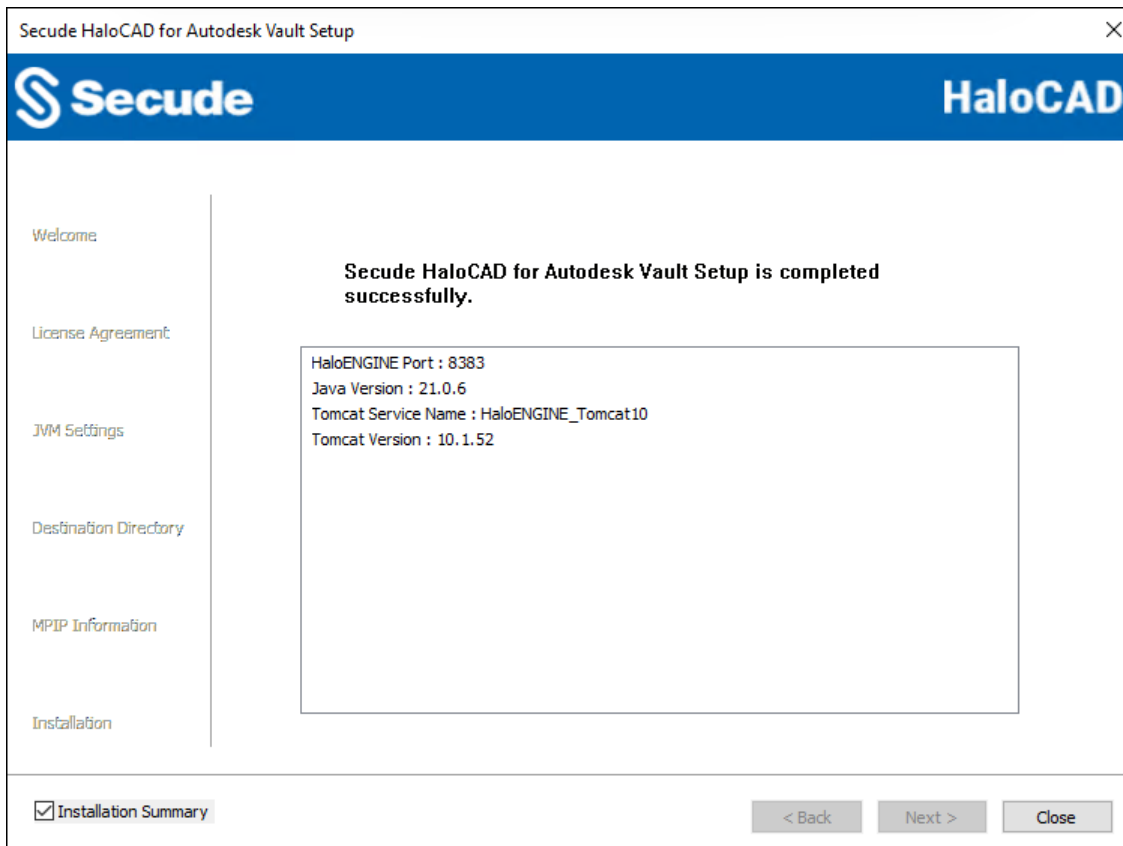 Secude HaloCAD for Autodesk Vault Setup
Secude
HaloCAD
Welcome
License Agreement
JVM Settings
Destination Directory
MPIP Information
Installation
Secude HaloCAD for Autodesk Vault Setup is completed
successfully.
HaloENGINE Port : 8383
Java Version : 21.0.6
Tomcat Service Name : HaloENGINE_Tomcat10
Tomcat Version : 10.1.52
Installation Summary
< Back
Next >
Close